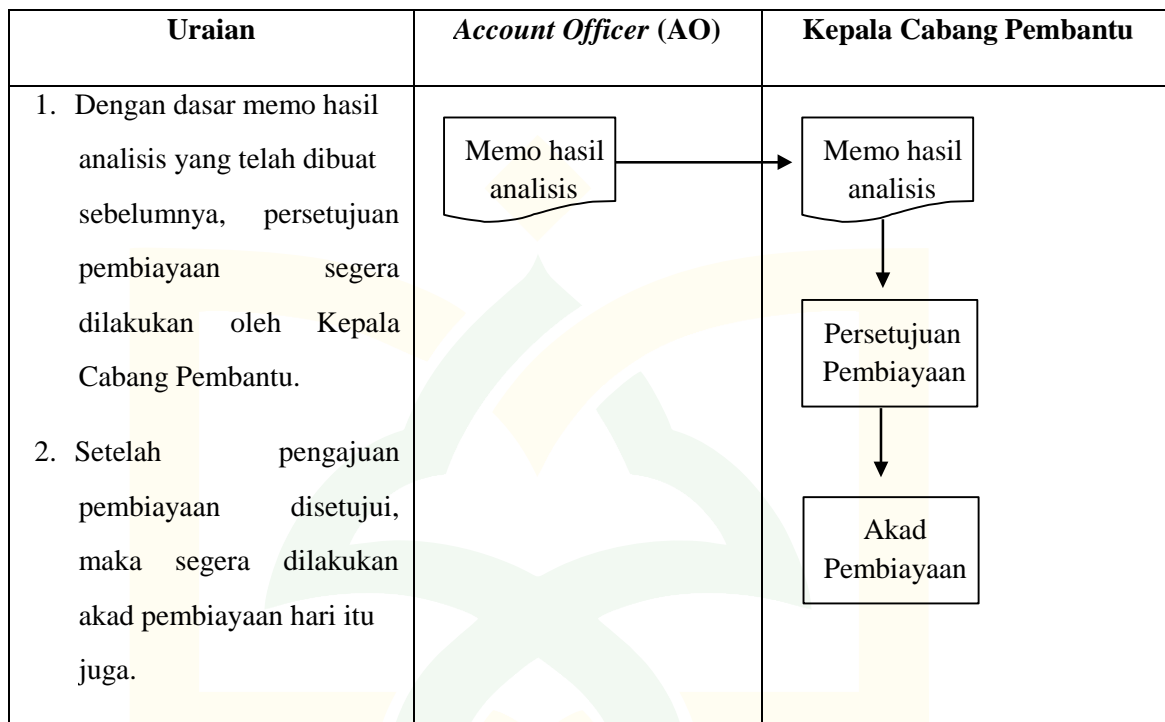 Uraian
Account Officer (AO)
Kepala Cabang Pembantu
1. Dengan dasar memo hasil
analisis yang telah dibuat
sebelumnya, persetujuan
pembiayaan segera
dilakukan oleh Kepala
Cabang Pembantu.
2. Setelah pengajuan
pembiayaan disetujui,
maka segera dilakukan
akad pembiayaan hari itu
juga.
Memo hasil
analisis
Memo hasil
analisis
Persetujuan
Pembiayaan
Akad
Pembiayaan